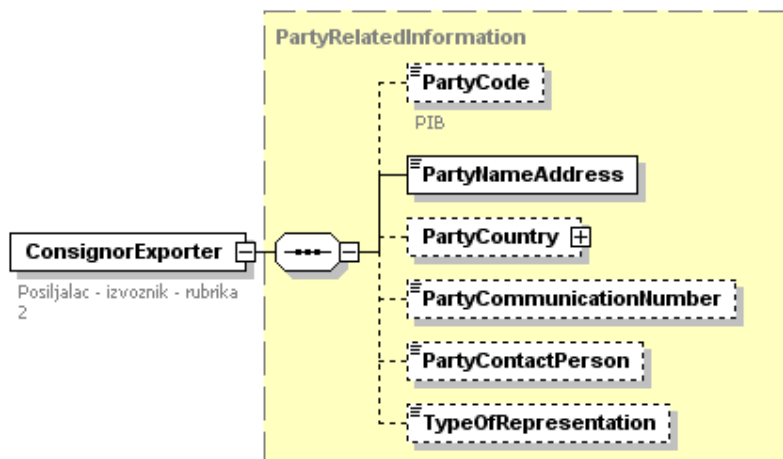 PartyRelatedInformation
PartyCode
PIB
PartyNameAddress
PartyCountry
ConsignorExporter
Posiljalac - izvoznik - rubrika
2
PartyCommunicationNumber
PartyContactPerson
TypeOfRepresentation